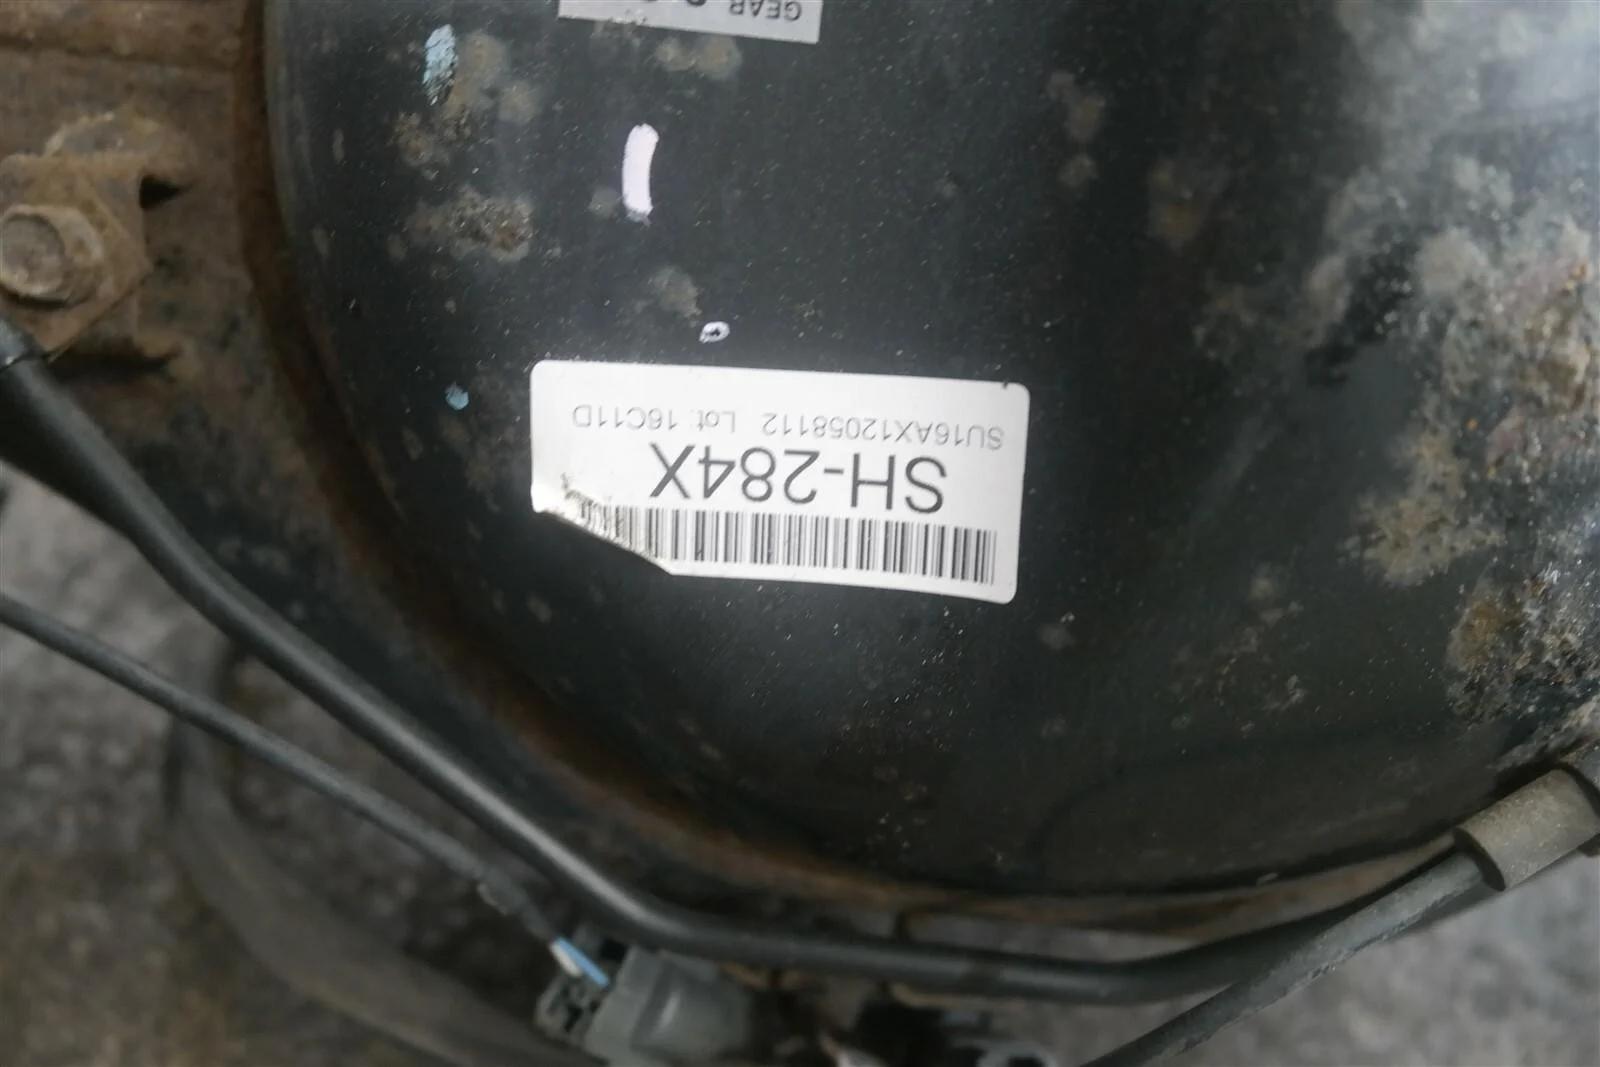 SH-284X
SU16AX12058112 Lot: 16C11D
GEAR